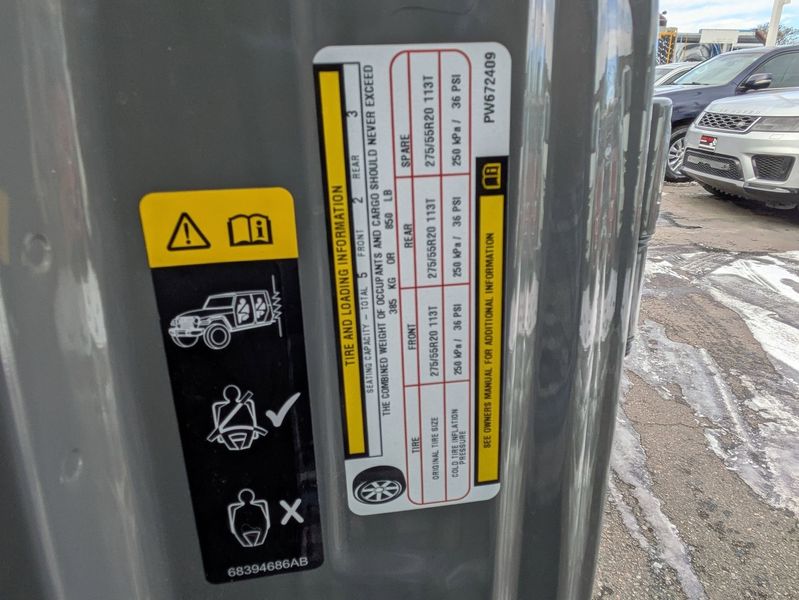 TIRE AND LOADING INFORMATION
SEATING CAPACITY - TOTAL 5 FRONT 2 REAR 3
THE COMBINED WEIGHT OF OCCUPANTS AND CARGO SHOULD NEVER EXCEED
385 KG OR 850 LB
TIRE FRONT REAR SPARE
ORIGINAL TIRE SIZE 275/55R20 113T 275/55R20 113T 275/55R20 113T
COLD TIRE INFLATION
PRESSURE 250 kPa / 36 PSI 250 kPa / 36 PSI 250 kPa / 36 PSI
SEE OWNERS MANUAL FOR ADDITIONAL INFORMATION
PW672409
68394686AB